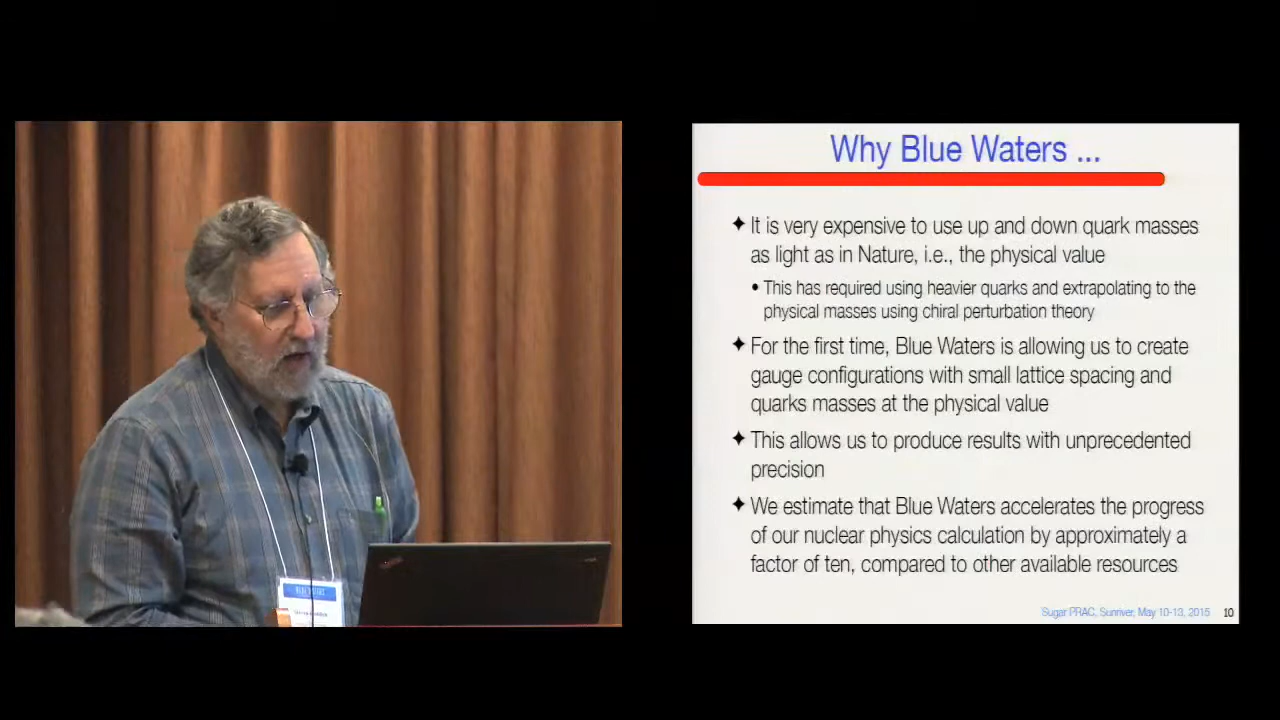 Why Blue Waters ...
✦ It is very expensive to use up and down quark masses
as light as in Nature, i.e., the physical value
• This has required using heavier quarks and extrapolating to the
physical masses using chiral perturbation theory
✦ For the first time, Blue Waters is allowing us to create
gauge configurations with small lattice spacing and
quarks masses at the physical value
✦ This allows us to produce results with unprecedented
precision
✦ We estimate that Blue Waters accelerates the progress
of our nuclear physics calculation by approximately a
factor of ten, compared to other available resources
Sugar PRAC, Sunriver, May 10-13, 2015 10
BLUE WATERS